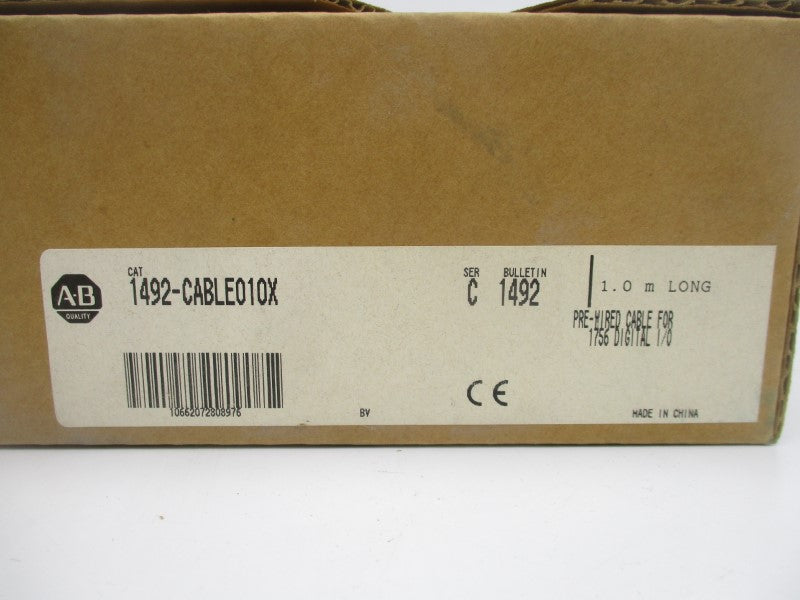 A-B
QUALITY
CAT
1492-CABLE010X
SER
C
BULLETIN
1492
1.0 m LONG
PRE-WIRED CABLE FOR
1756 DIGITAL I/O
10662072808976
BV
CE
MADE IN CHINA